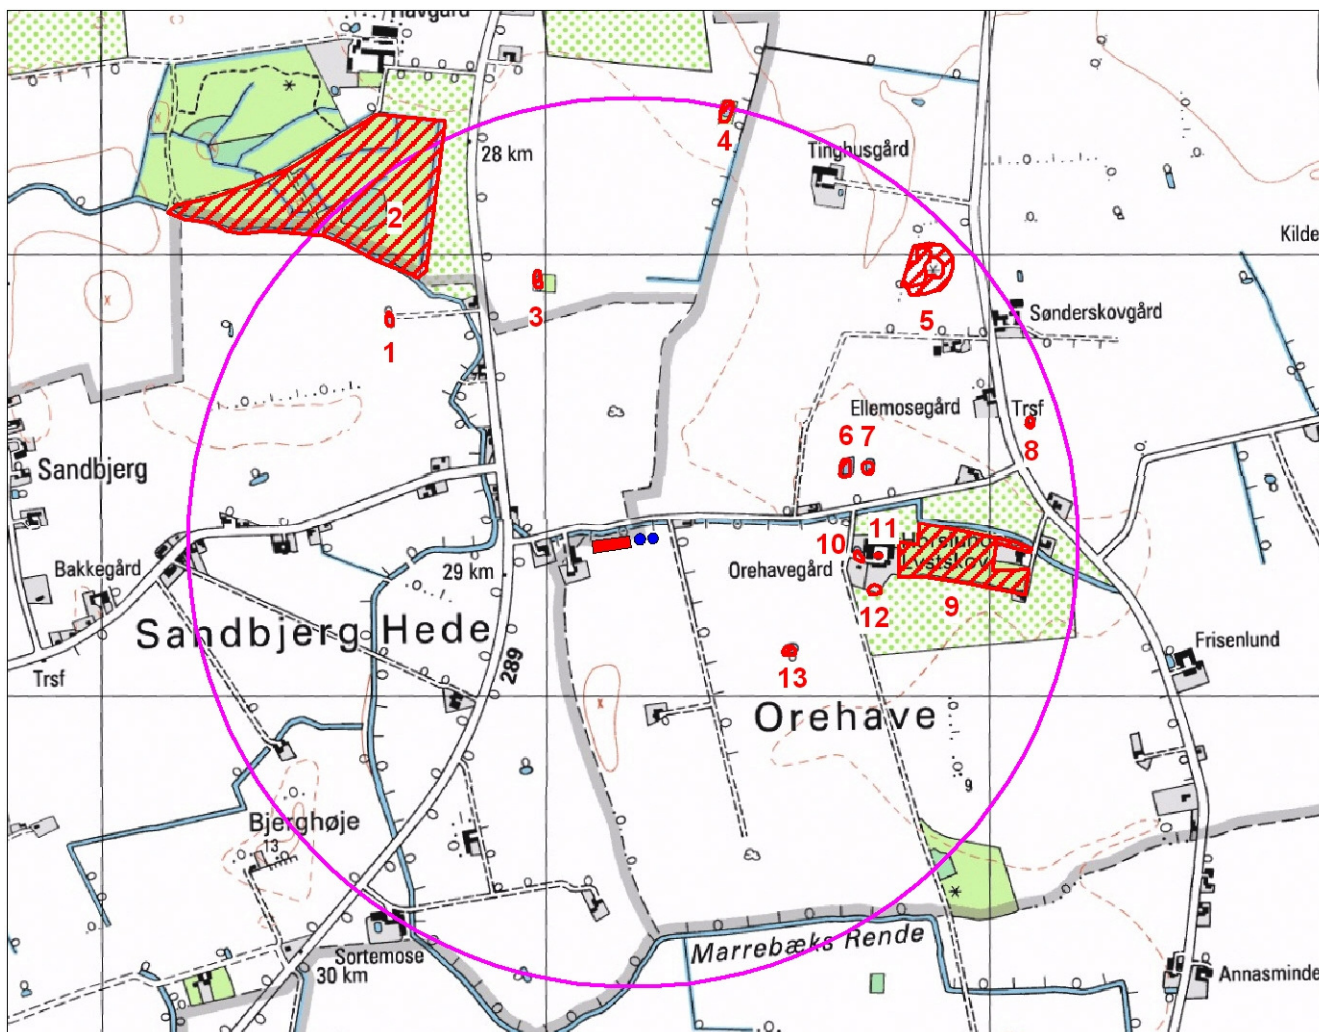 Havgård
28 km
4
Tinghusgård
2
Kilde
3
5
Sønderskovgård
1
Ellemosegård
Trsf
6 7
8
Sandbjerg
11
10
Hørslunde
Lystskov
Bakkegård
29 km
Orehavegård
9
12
Sandbjerg Hede
Frisenlund
289
Trsf
13
Orehave
9
Bjerghøje
13
Marrebæks Rende
Sortemose
30 km
Annasminde